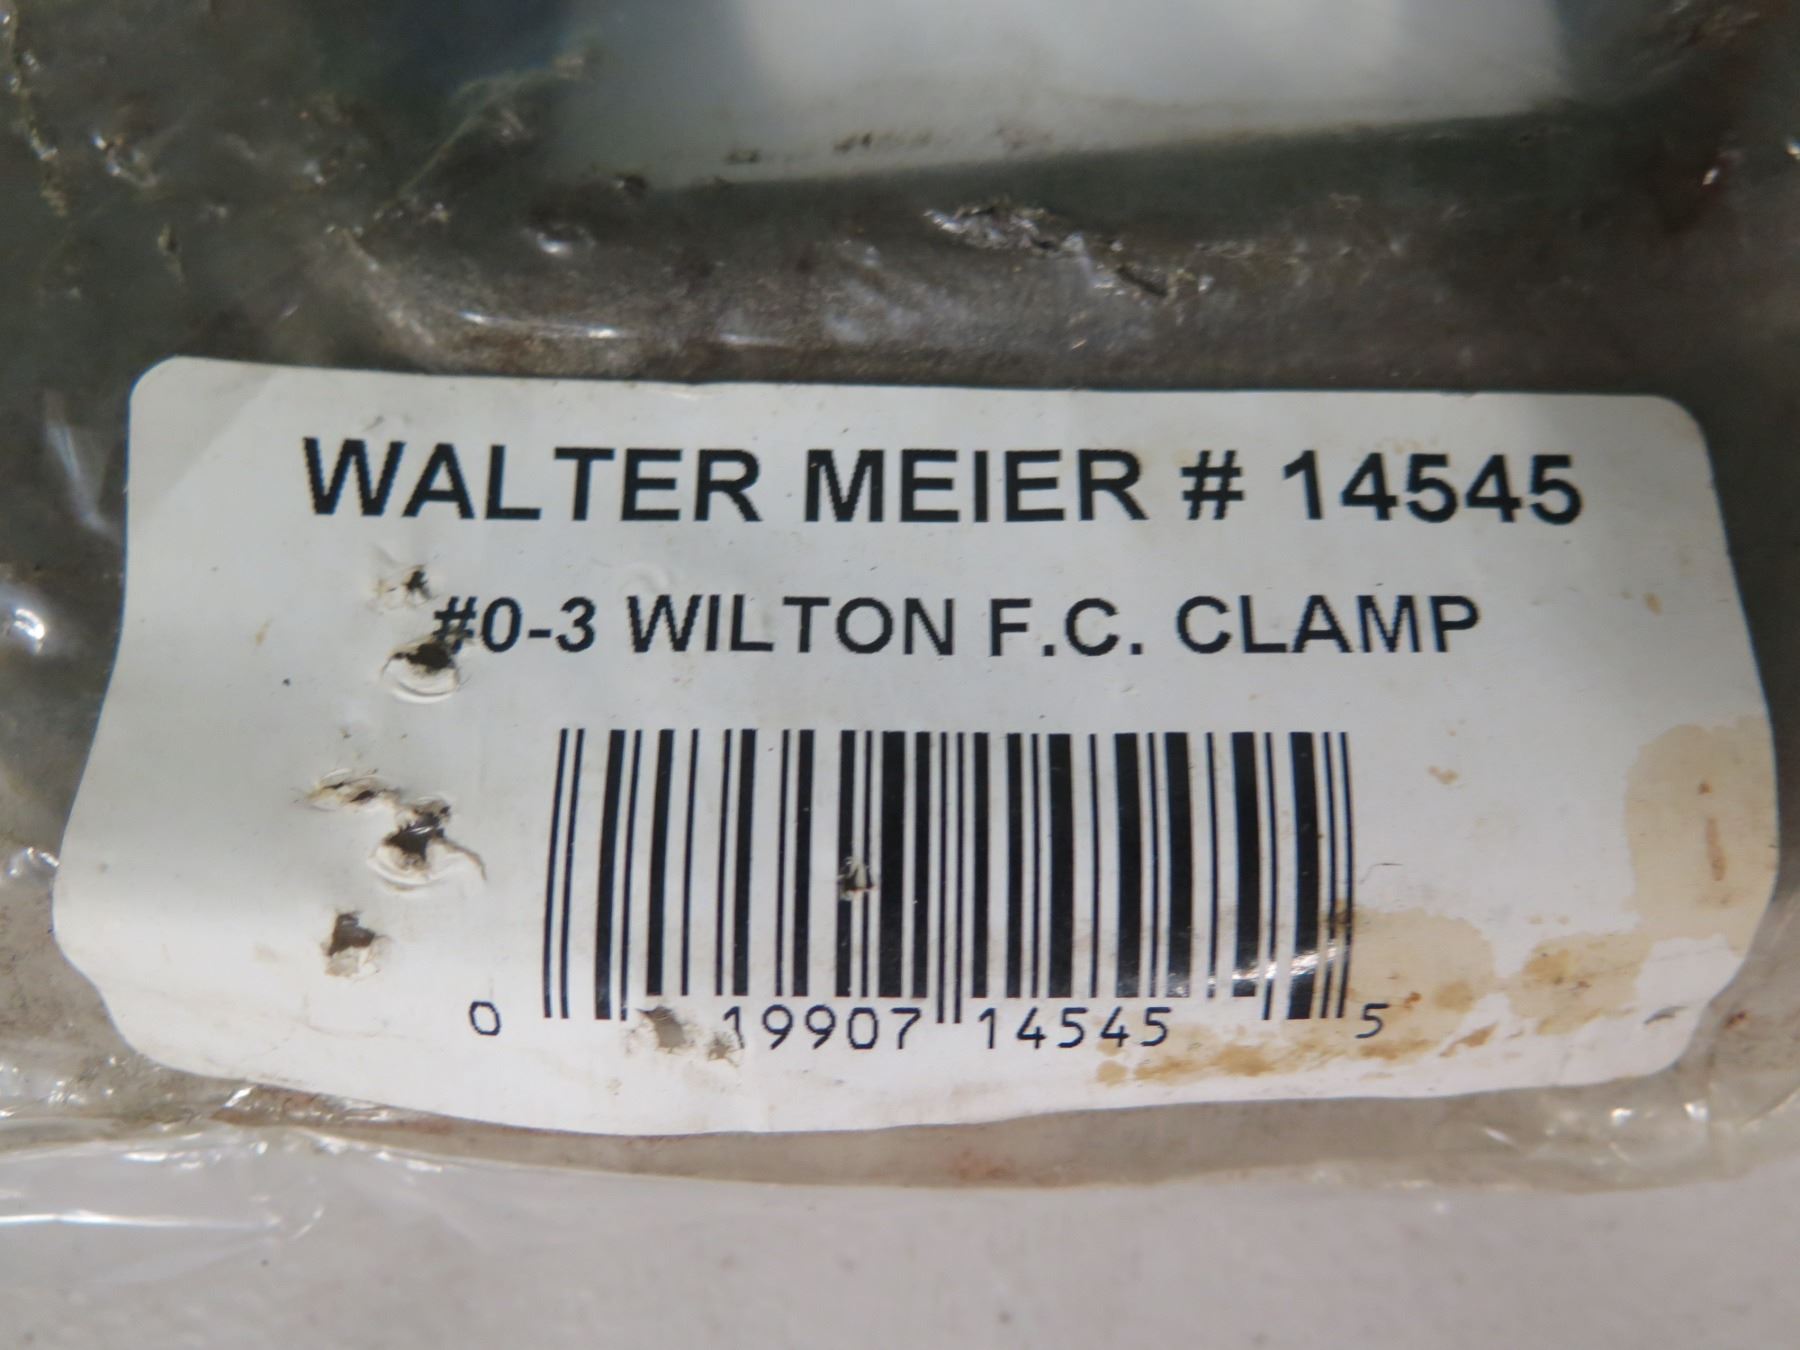 WALTER MEIER # 14545
#0-3 WILTON F.C. CLAMP
0 19907 14545 5